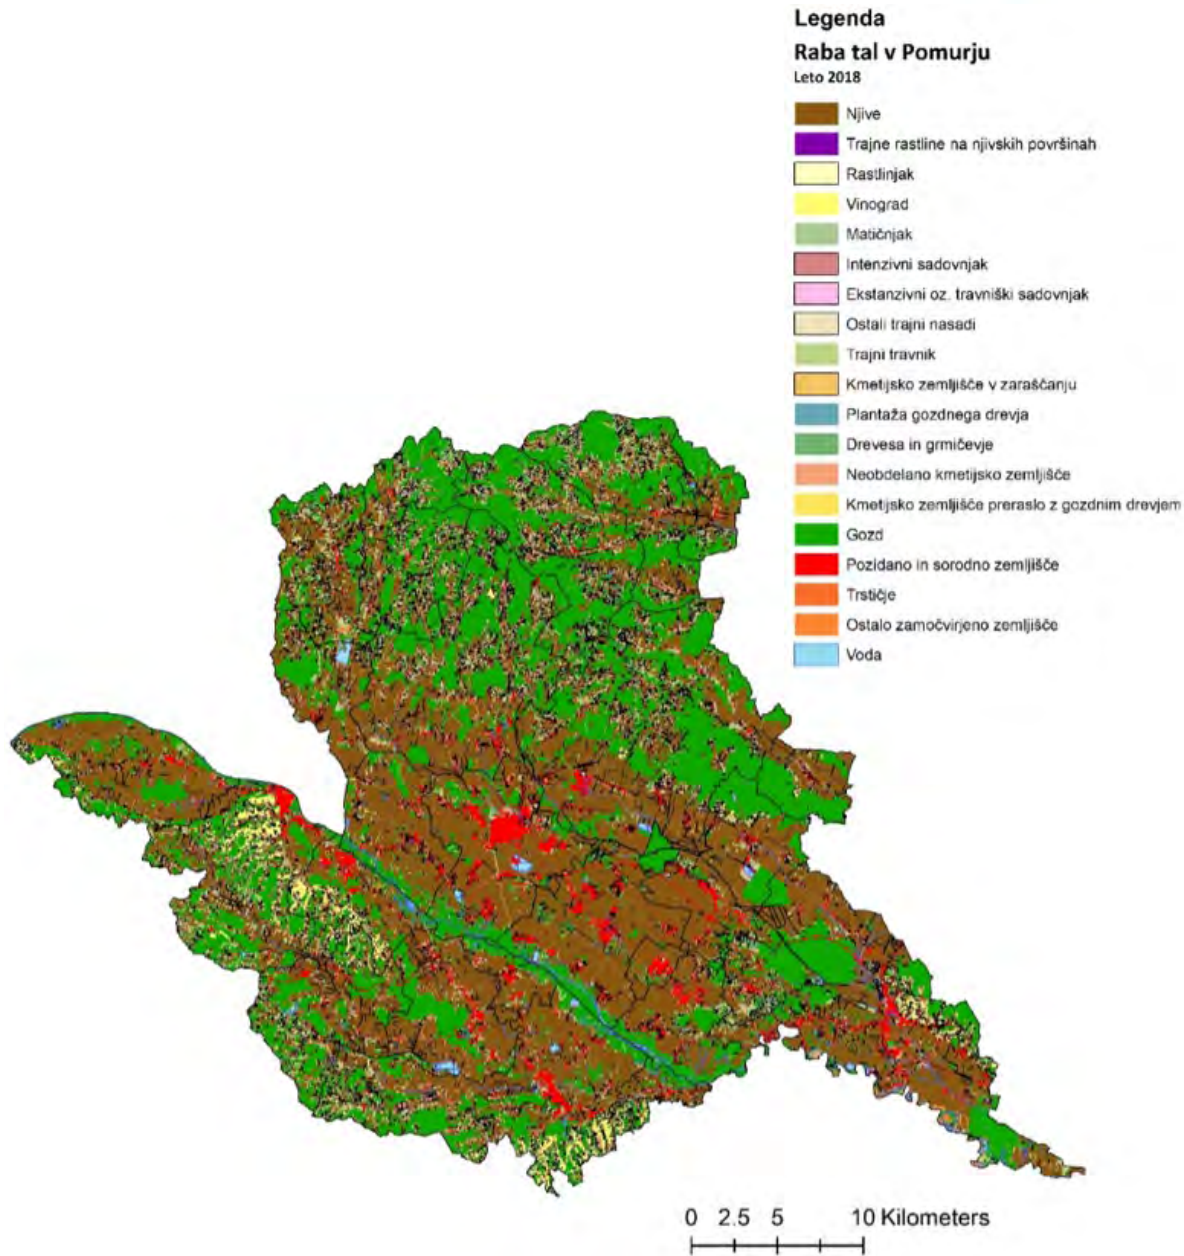 Legenda
Raba tal v Pomurju
Leto 2018
Njive
Trajne rastline na njivskih površinah
Rastlinjak
Vinograd
Matičnjak
Intenzivni sadovnjak
Ekstanzivni oz. travniški sadovnjak
Ostali trajni nasadi
Trajni travnik
Kmetijsko zemljišče v zaraščanju
Plantaža gozdnega drevja
Drevesa in grmičevje
Neobdelano kmetijsko zemljišče
Kmetijsko zemljišče preraslo z gozdnim drevjem
Gozd
Pozidano in sorodno zemljišče
Trstičje
Ostalo zamočvirjeno zemljišče
Voda
0 2.5 5 10 Kilometers